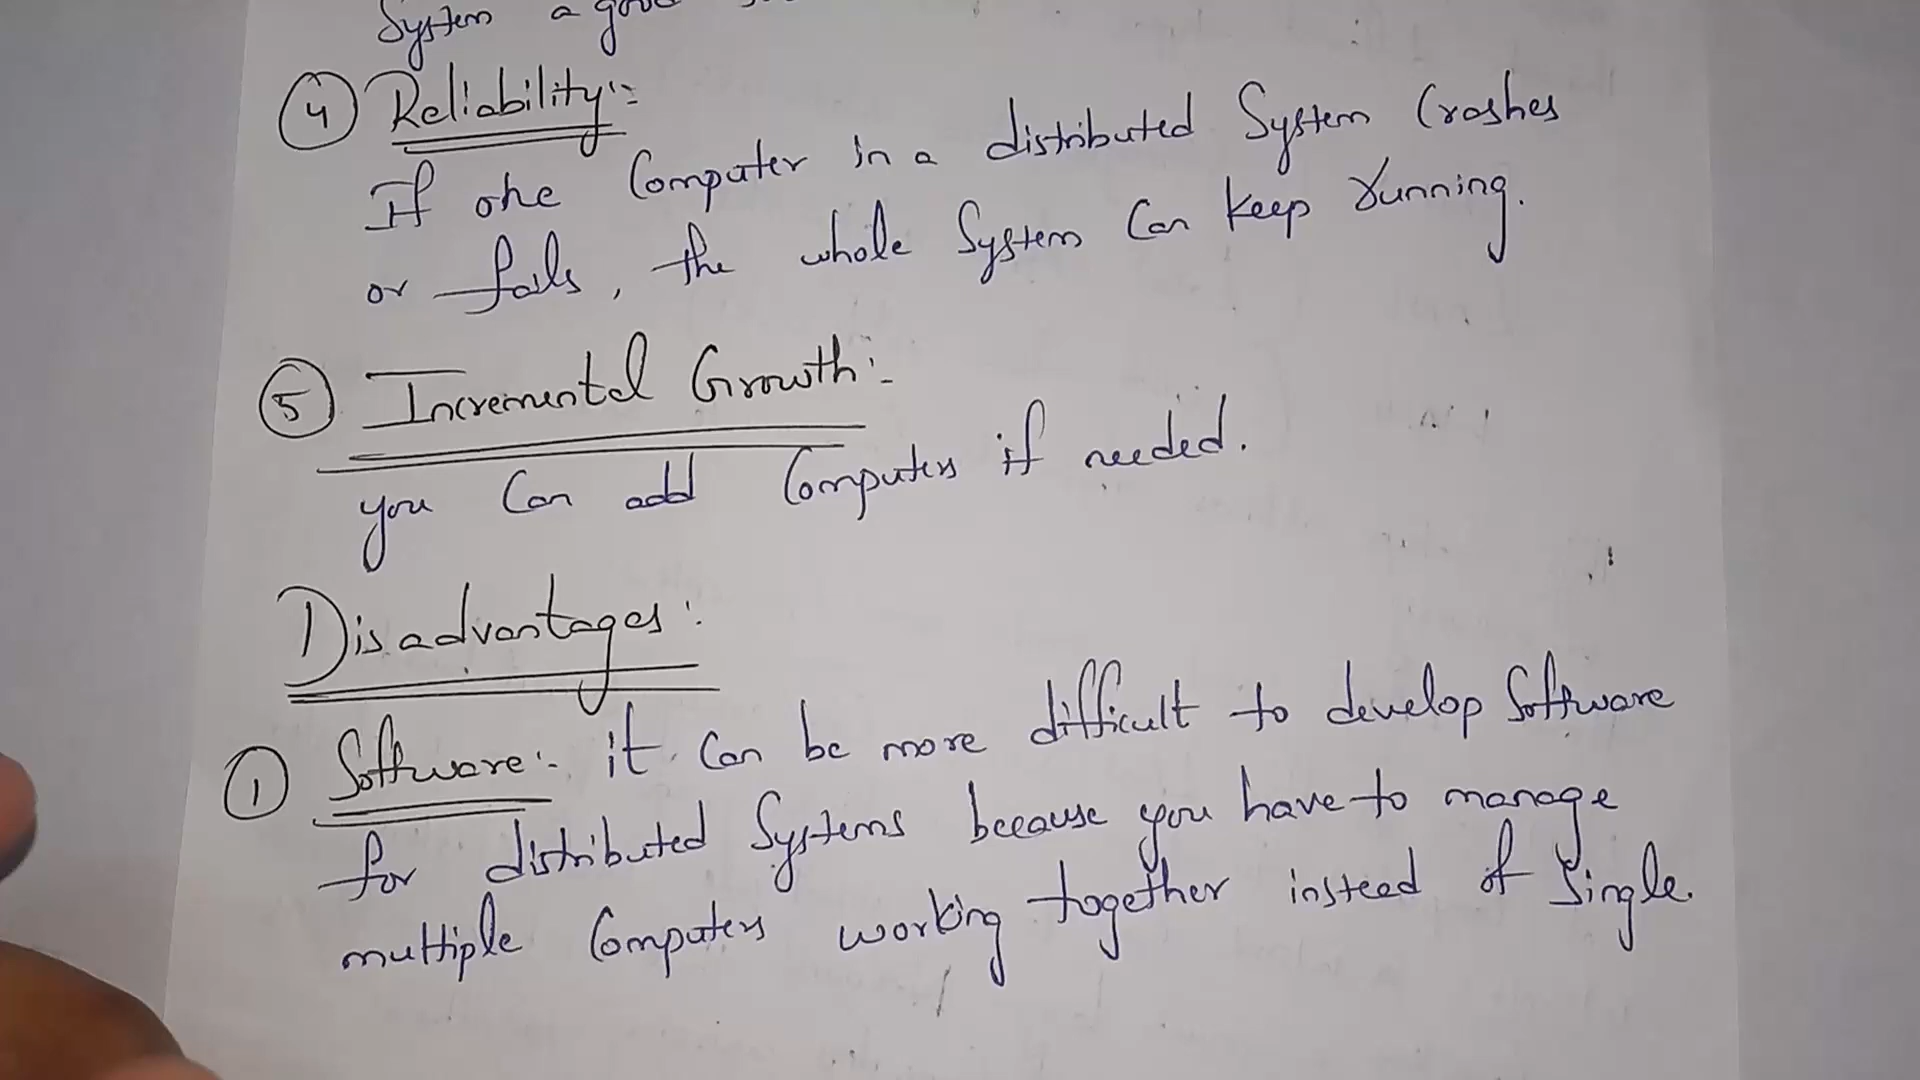 System a good
④ Reliability:-
If one Computer in a distributed System Crashes
or fails, the whole System Can keep running.
⑤ Incremental Growth:-
you Can add Computers if needed.
Disadvantages:
① Software:- it can be more difficult to develop Software
for distributed Systems because you have to manage
multiple Computers working together instead of Single.